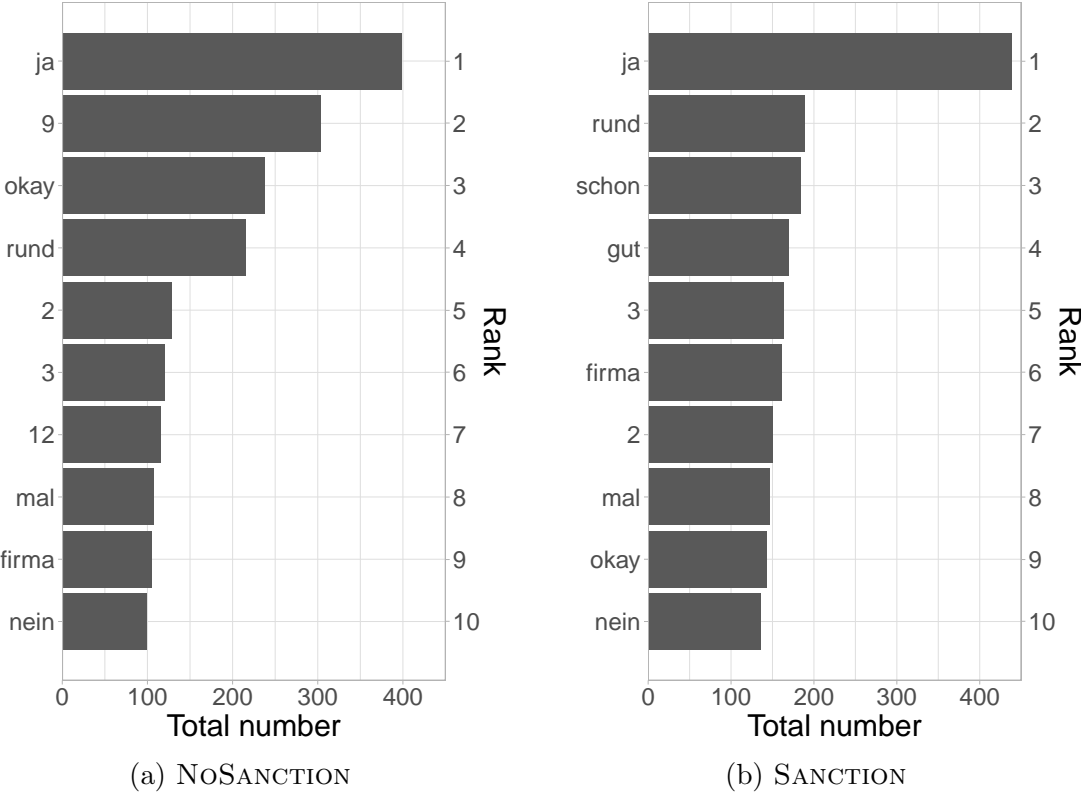 ja 1
9 2
okay 3
rund 4
2 5
3 6
12 7
mal 8
firma 9
nein 10
Rank
0 100 200 300 400
Total number
(a) NOSANCTION
ja 1
rund 2
schon 3
gut 4
3 5
firma 6
2 7
mal 8
okay 9
nein 10
Rank
0 100 200 300 400
Total number
(b) SANCTION